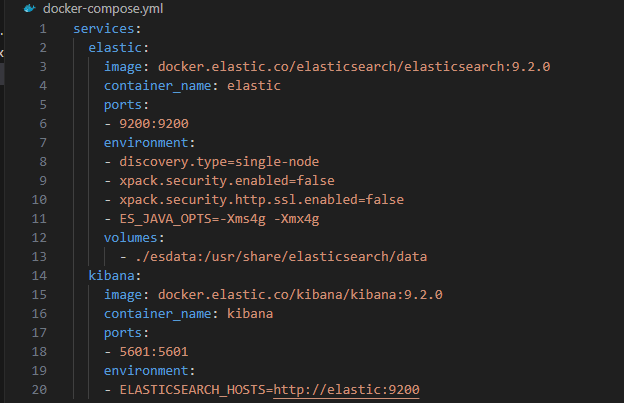 docker-compose.yml
1 services:
2   elastic:
3     image: docker.elastic.co/elasticsearch/elasticsearch:9.2.0
4     container_name: elastic
5     ports:
6     - 9200:9200
7     environment:
8     - discovery.type=single-node
9     - xpack.security.enabled=false
10     - xpack.security.http.ssl.enabled=false
11     - ES_JAVA_OPTS=-Xms4g -Xmx4g
12     volumes:
13       - ./esdata:/usr/share/elasticsearch/data
14   kibana:
15     image: docker.elastic.co/kibana/kibana:9.2.0
16     container_name: kibana
17     ports:
18     - 5601:5601
19     environment:
20     - ELASTICSEARCH_HOSTS=http://elastic:9200